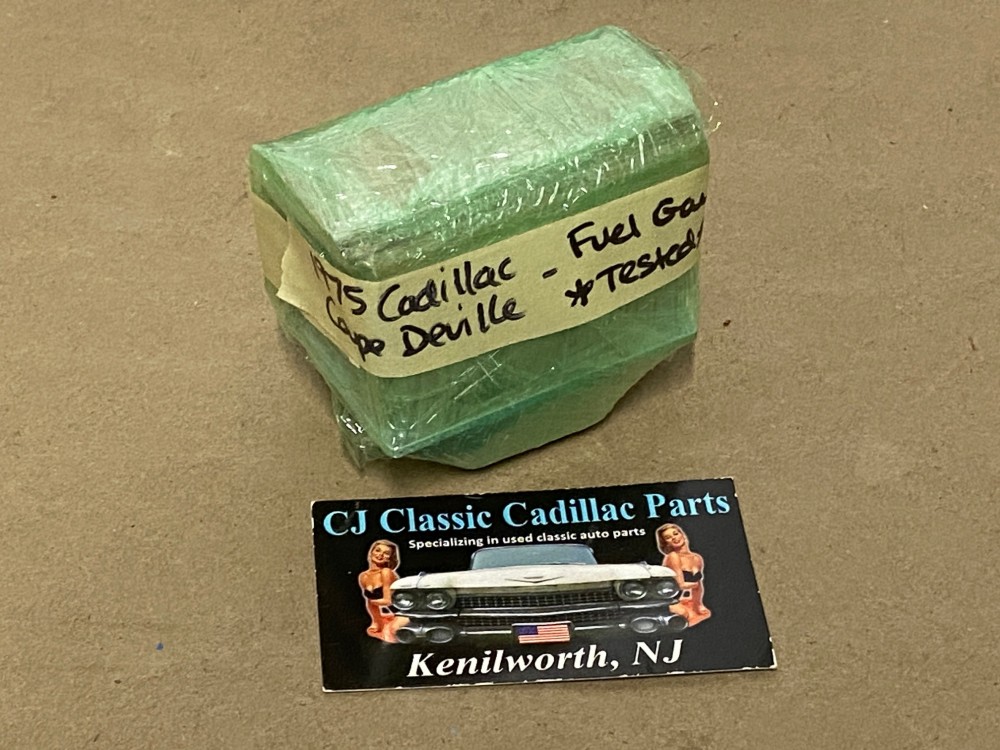 1975 Cadillac - Fuel Gau
Coupe Deville *Tested*
CJ Classic Cadillac Parts
Specializing in used classic auto parts
Kenilworth, NJ